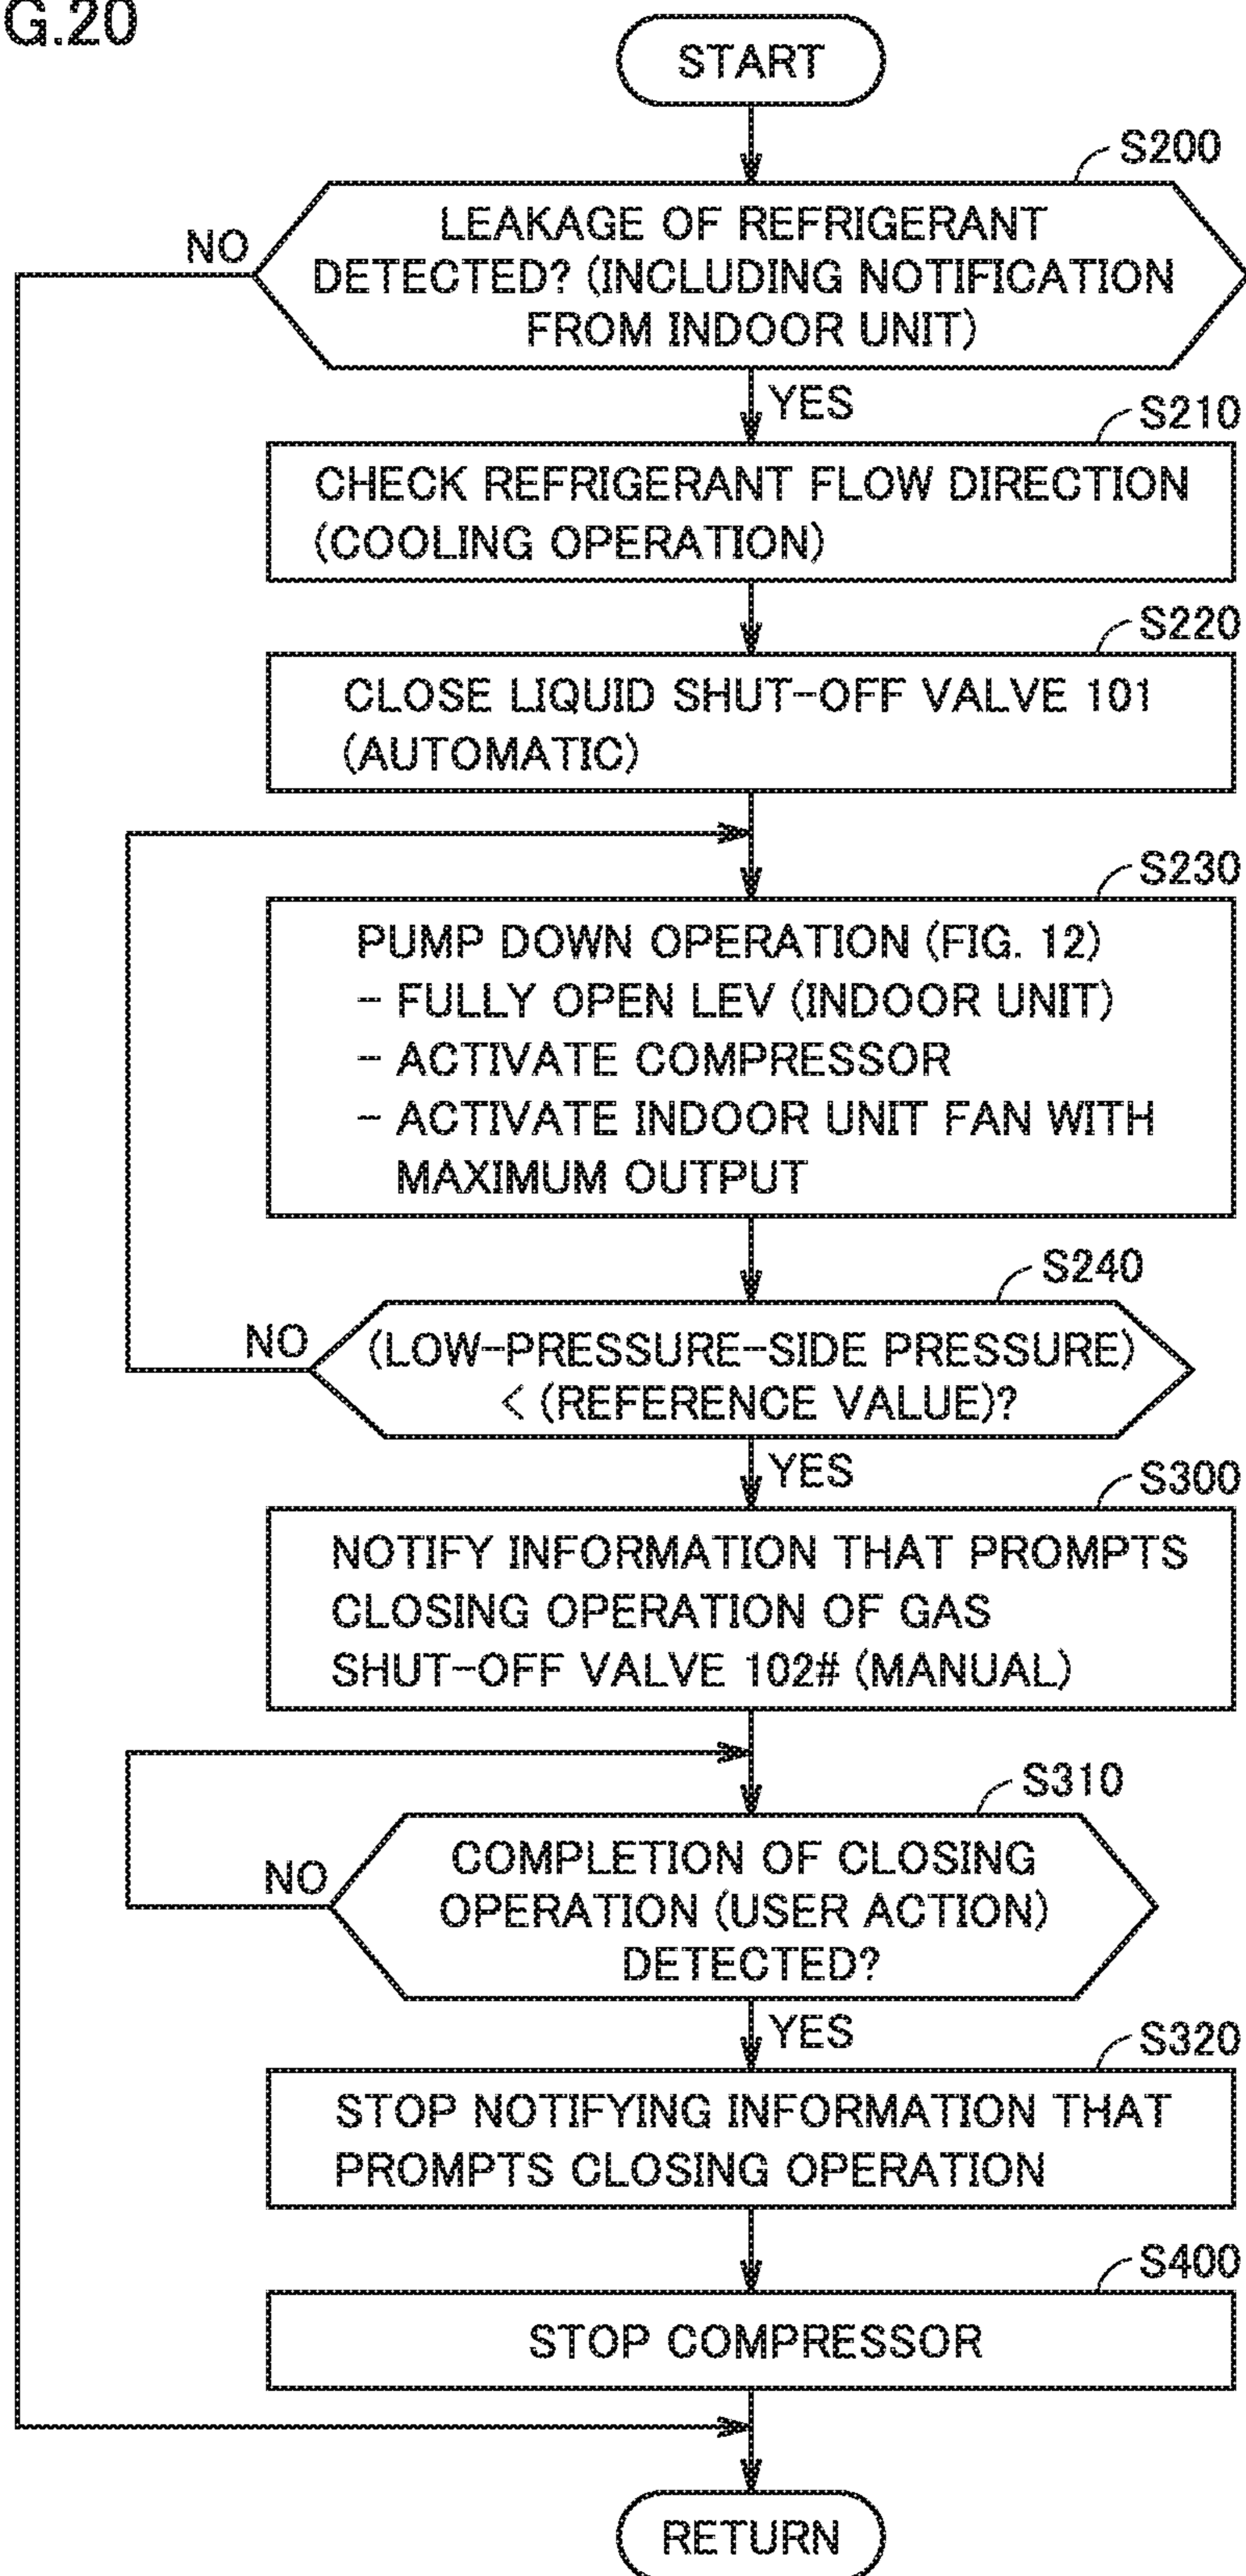 G.20
START
S200
NO
LEAKAGE OF REFRIGERANT
DETECTED? (INCLUDING NOTIFICATION
FROM INDOOR UNIT)
YES
S210
CHECK REFRIGERANT FLOW DIRECTION
(COOLING OPERATION)
S220
CLOSE LIQUID SHUT-OFF VALVE 101
(AUTOMATIC)
S230
PUMP DOWN OPERATION (FIG. 12)
- FULLY OPEN LEV (INDOOR UNIT)
- ACTIVATE COMPRESSOR
- ACTIVATE INDOOR UNIT FAN WITH
MAXIMUM OUTPUT
S240
NO
(LOW-PRESSURE-SIDE PRESSURE)
< (REFERENCE VALUE)?
YES
S300
NOTIFY INFORMATION THAT PROMPTS
CLOSING OPERATION OF GAS
SHUT-OFF VALVE 102# (MANUAL)
S310
NO
COMPLETION OF CLOSING
OPERATION (USER ACTION)
DETECTED?
YES
S320
STOP NOTIFYING INFORMATION THAT
PROMPTS CLOSING OPERATION
S400
STOP COMPRESSOR
RETURN